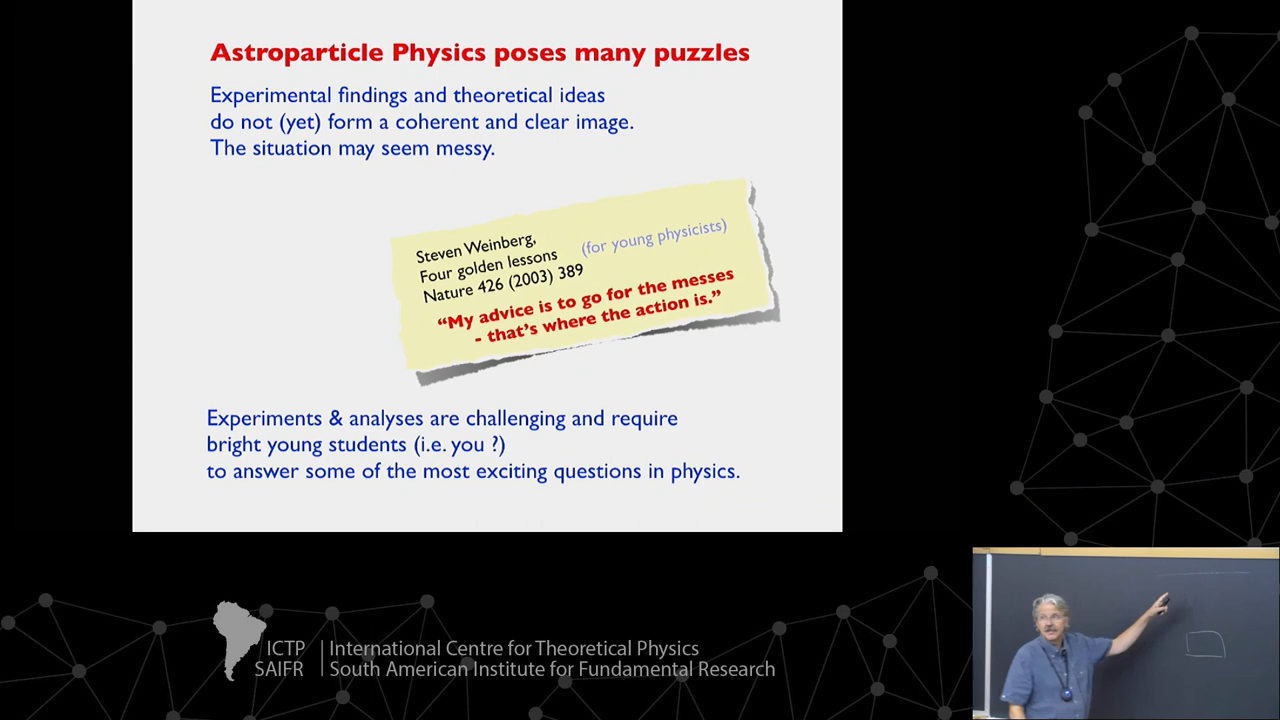 Astroparticle Physics poses many puzzles
Experimental findings and theoretical ideas
do not (yet) form a coherent and clear image.
The situation may seem messy.
Steven Weinberg,
Four golden lessons (for young physicists)
Nature 426 (2003) 389
“My advice is to go for the messes
- that’s where the action is.”
Experiments & analyses are challenging and require
bright young students (i.e. you ?)
to answer some of the most exciting questions in physics.
ICTP
SAIFR
International Centre for Theoretical Physics
South American Institute for Fundamental Research